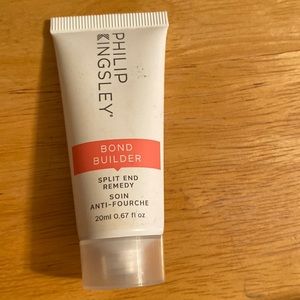 PHILIP
KINGSLEY
BOND
BUILDER
SPLIT END
REMEDY
SOIN
ANTI-FOURCHE
20ml 0.67 fl oz